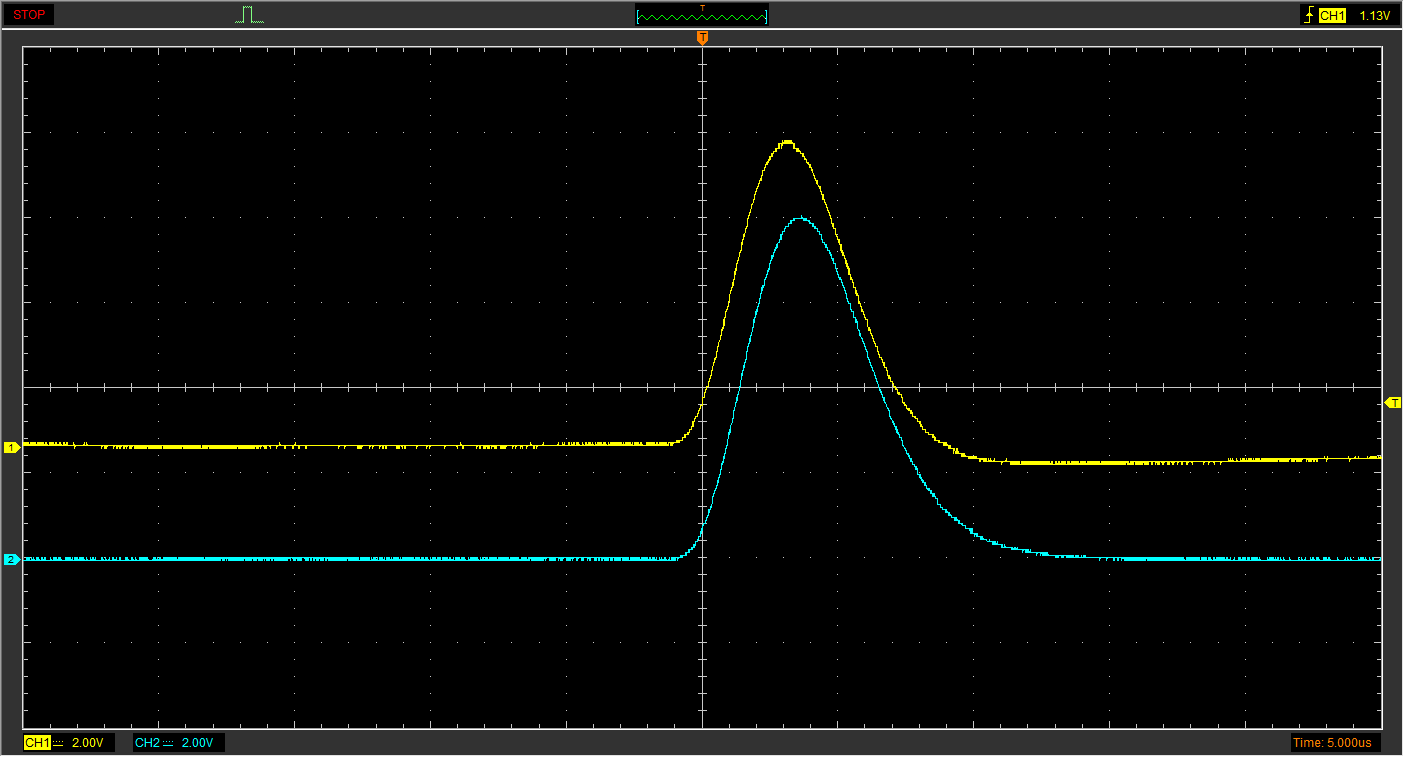 STOP
T
CH1 1.13V
T
1
T
2
CH1 2.00V CH2 2.00V Time: 5.000us